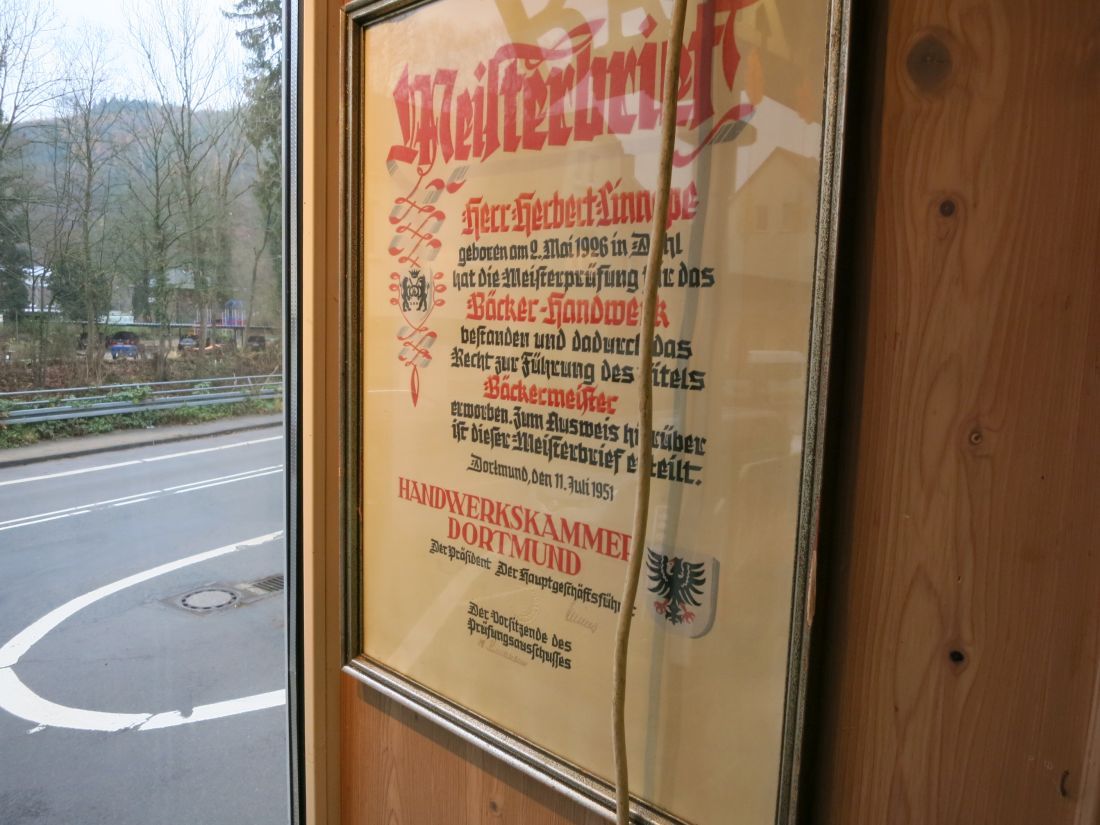 Meisterbrief
Herr Herbert Linnepe
geboren am 2. Mai 1926 in Dahl
hat die Meisterprüfung für das
Bäcker-Handwerk
bestanden und dadurch das
Recht zur Führung des Titels
Bäckermeister
erworben. Zum Ausweis hierüber
ist dieser Meisterbrief erteilt.
Dortmund, den 11. Juli 1951
HANDWERKSKAMMER
DORTMUND
Der Präsident Der Hauptgeschäftsführer
Der Vorsitzende des
Prüfungsausschusses